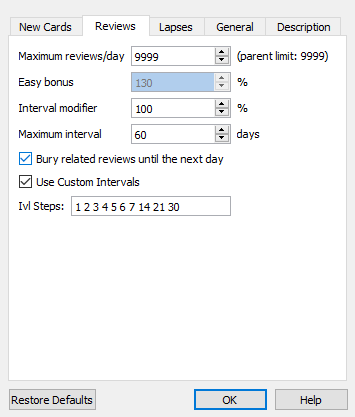 New Cards Reviews Lapses General Description
Maximum reviews/day 9999 (parent limit: 9999)
Easy bonus 130 %
Interval modifier 100 %
Maximum interval 60 days
Bury related reviews until the next day
Use Custom Intervals
Ivl Steps: 1 2 3 4 5 6 7 14 21 30
Restore Defaults OK Help